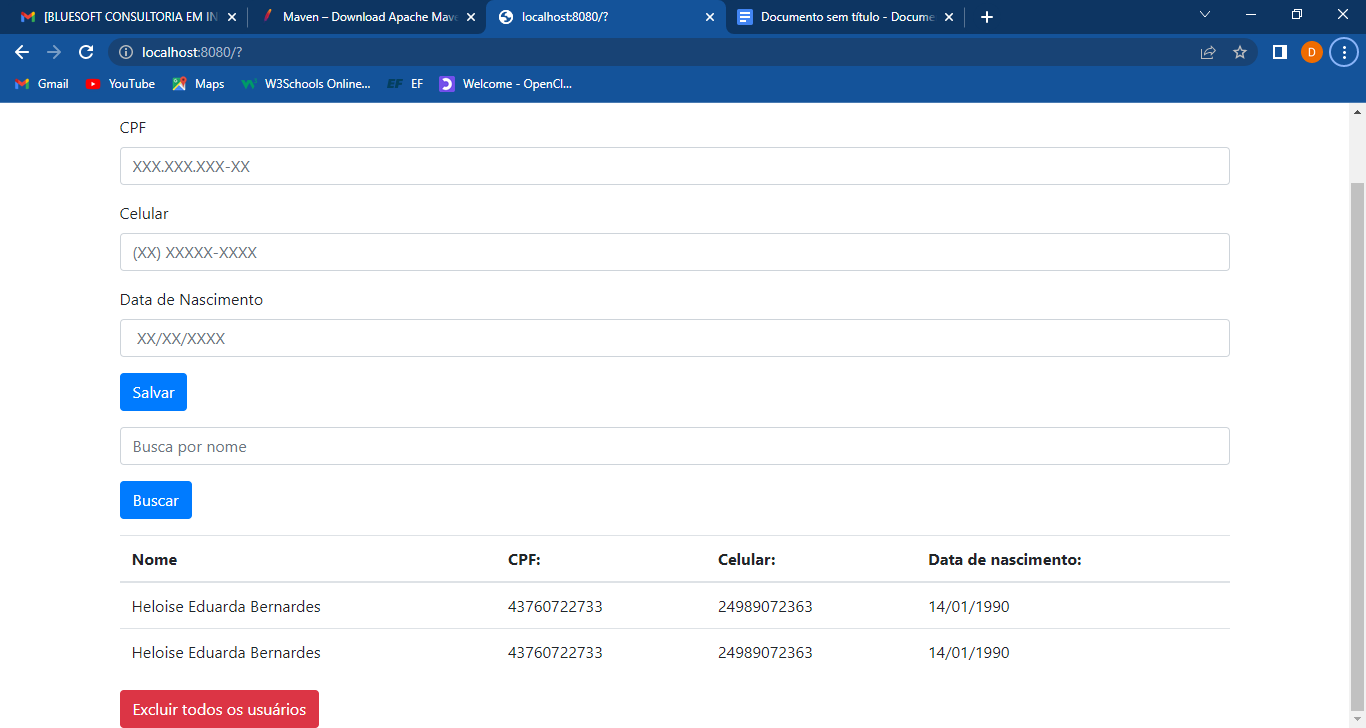 [BLUESOFT CONSULTORIA EM IN
Maven – Download Apache Mave
localhost:8080/?
Documento sem título - Docume
localhost:8080/?
D
Gmail
YouTube
Maps
W3Schools Online...
EF EF
Welcome - OpenCl...
CPF
XXX.XXX.XXX-XX
Celular
(XX) XXXXX-XXXX
Data de Nascimento
XX/XX/XXXX
Salvar
Busca por nome
Buscar
Nome CPF: Celular: Data de nascimento:
Heloise Eduarda Bernardes 43760722733 24989072363 14/01/1990
Heloise Eduarda Bernardes 43760722733 24989072363 14/01/1990
Excluir todos os usuários